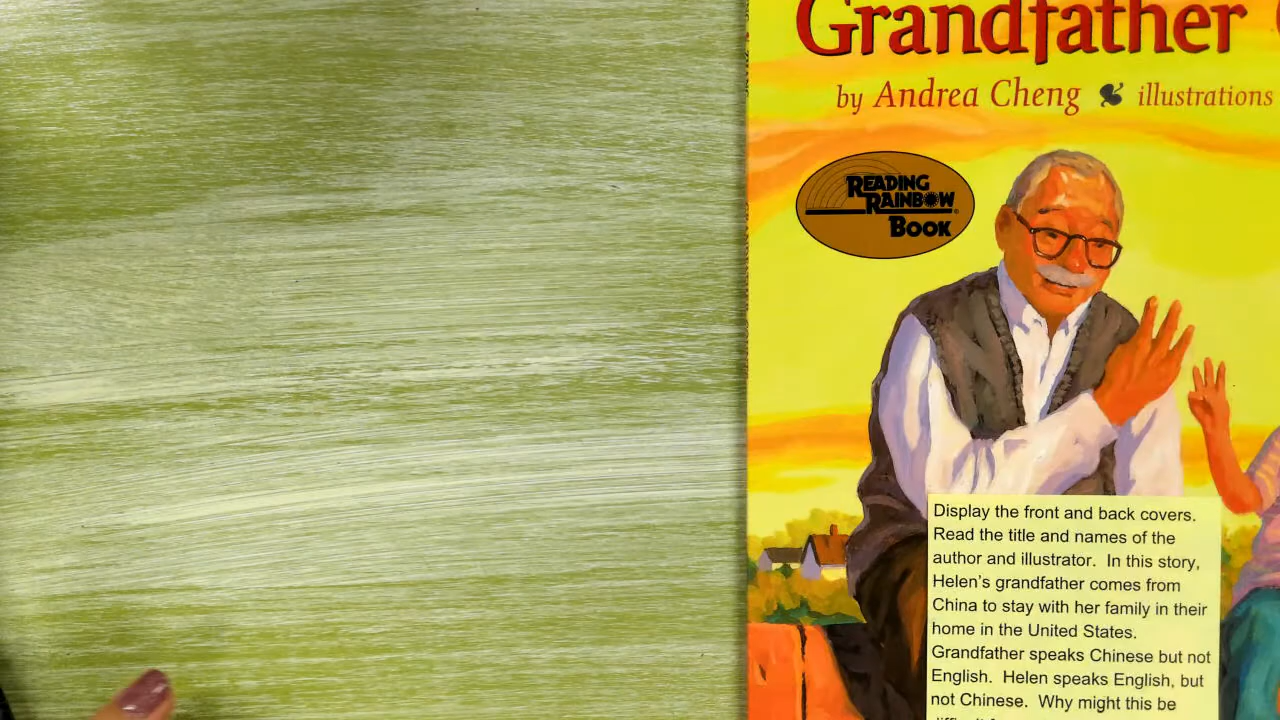 Grandfather
by Andrea Cheng illustrations
READING
RAINBOW
BOOK
Display the front and back covers.
Read the title and names of the
author and illustrator. In this story,
Helen's grandfather comes from
China to stay with her family in their
home in the United States.
Grandfather speaks Chinese but not
English. Helen speaks English, but
not Chinese. Why might this be